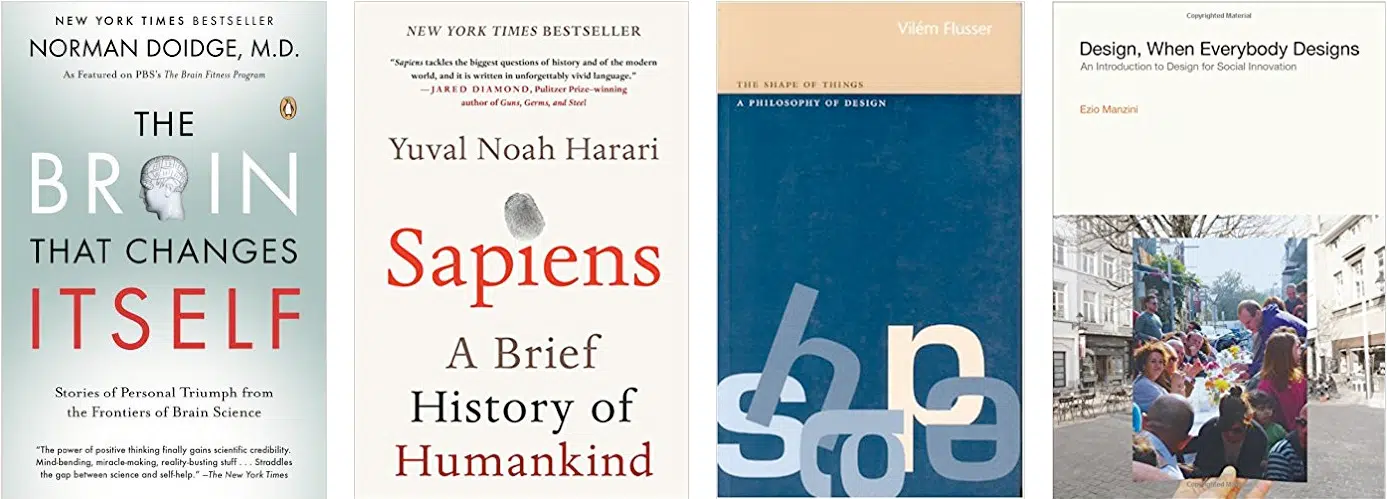 NEW YORK TIMES BESTSELLER
NORMAN DOIDGE, M.D.
As Featured on PBS's The Brain Fitness Program
THE
BRAIN
THAT CHANGES
ITSELF
Stories of Personal Triumph from
the Frontiers of Brain Science
"The power of positive thinking finally gains scientific credibility.
Mind-bending, miracle-making, reality-busting stuff . . . Straddles
the gap between science and self-help." —The New York Times
NEW YORK TIMES BESTSELLER
"Sapiens tackles the biggest questions of history and of the modern
world, and it is written in unforgettably vivid language."
—JARED DIAMOND, Pulitzer Prize–winning
author of Guns, Germs, and Steel
Yuval Noah Harari
Sapiens
A Brief
History of
Humankind
Vilém Flusser
THE SHAPE OF THINGS
A PHILOSOPHY OF DESIGN
shape
Copyrighted Material
Design, When Everybody Designs
An Introduction to Design for Social Innovation
Ezio Manzini
Copyrighted Material